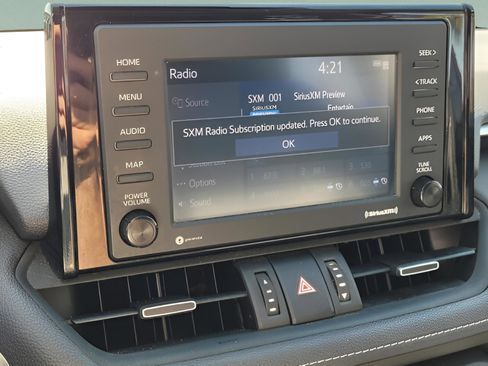 HOME
MENU
AUDIO
MAP
POWER
VOLUME
Radio
4:21
Source
SXM 001 SiriusXM Preview
SIRIUSXM
SXM Radio Subscription updated. Press OK to continue.
OK
Options
Sound
SEEK >
< TRACK
PHONE
APPS
TUNE
SCROLL
((SiriusXM))